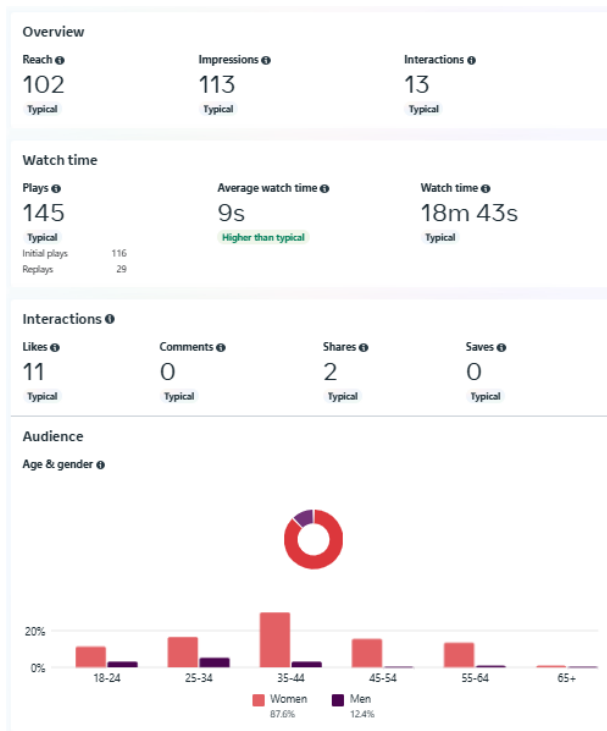 Overview
Reach Impressions Interactions
102 113 13
Typical Typical Typical
Watch time
Plays Average watch time Watch time
145 9s 18m 43s
Typical Higher than typical Typical
Initial plays 116
Replays 29
Interactions
Likes Comments Shares Saves
11 0 2 0
Typical Typical Typical Typical
Audience
Age & gender
20%
0%
18-24 25-34 35-44 45-54 55-64 65+
Women Men
87.6% 12.4%